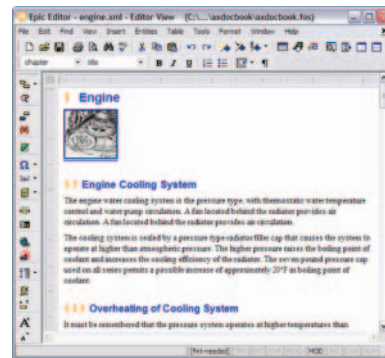 Epic Editor - engine.xml - Editor View (C:\...\axdocbook\axdocbook.fos)
File Edit Find View Insert Entities Table Tools Format Window Help
chapter title B I U
Engine
Engine Cooling System
The engine water cooling system is the pressure type, with thermostatic water temperature
control and water pump circulation. A fan located behind the radiator provides air
circulation. A fan located behind the radiator provides air circulation.
The cooling system is sealed by a pressure type radiator filler cap that causes the system to
operate at higher than atmospheric pressure. The higher pressure raises the boiling point of
coolant and increases the cooling efficiency of the radiator. The seven pound pressure cap
used on all series permits a possible increase of approximately 20°F in boiling point of
coolant.
Overheating of Cooling System
It must be remembered that the pressure system operates at higher temperatures than
MOD